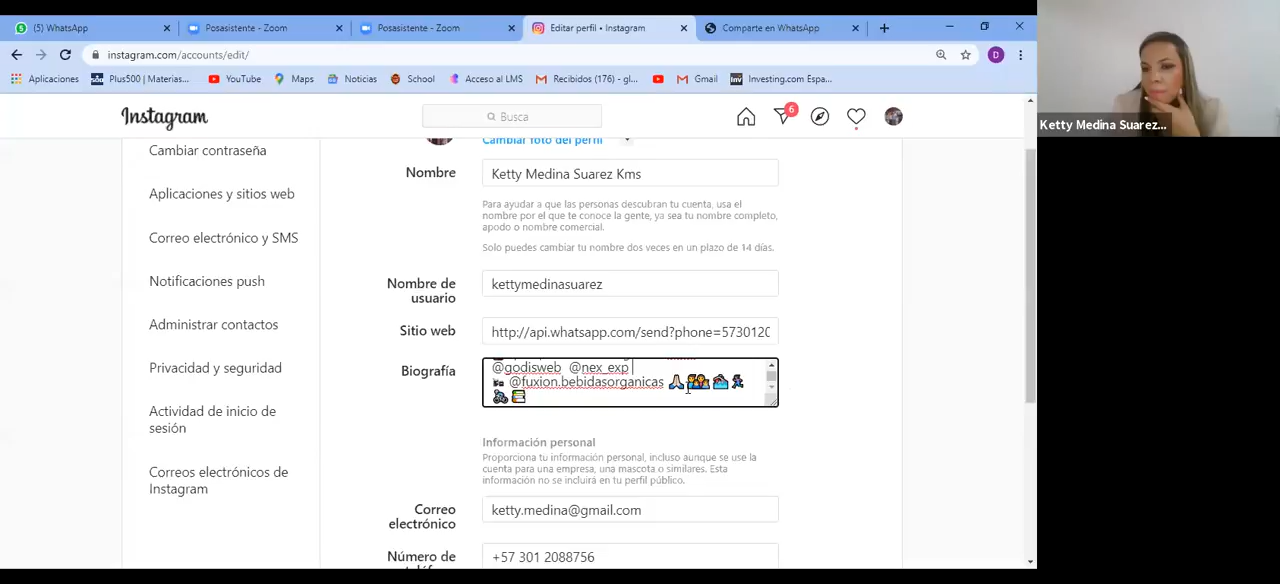 (5) WhatsApp
Posasistente - Zoom
Posasistente - Zoom
Editar perfil • Instagram
Comparte en WhatsApp
instagram.com/accounts/edit/
D
Aplicaciones
Plus500 | Materias...
YouTube
Maps
Noticias
School
Acceso al LMS
Recibidos (176) - gl...
Gmail
Investing.com Espa...
Instagram
Busca
6
Ketty Medina Suarez...
Cambiar foto del perfil
Cambiar contraseña
Aplicaciones y sitios web
Correo electrónico y SMS
Notificaciones push
Administrar contactos
Privacidad y seguridad
Actividad de inicio de
sesión
Correos electrónicos de
Instagram
Nombre
Ketty Medina Suarez Kms
Para ayudar a que las personas descubran tu cuenta, usa el
nombre por el que te conoce la gente, ya sea tu nombre completo,
apodo o nombre comercial.
Solo puedes cambiar tu nombre dos veces en un plazo de 14 días.
Nombre de
usuario
kettymedinasuarez
Sitio web
http://api.whatsapp.com/send?phone=573012
Biografía
@godisweb @nex_exp
@fuxion.bebidasorganicas
Información personal
Proporciona tu información personal, incluso aunque se use la
cuenta para una empresa, una mascota o similares. Esta
información no se incluirá en tu perfil público.
Correo
electrónico
ketty.medina@gmail.com
Número de
+57 301 2088756